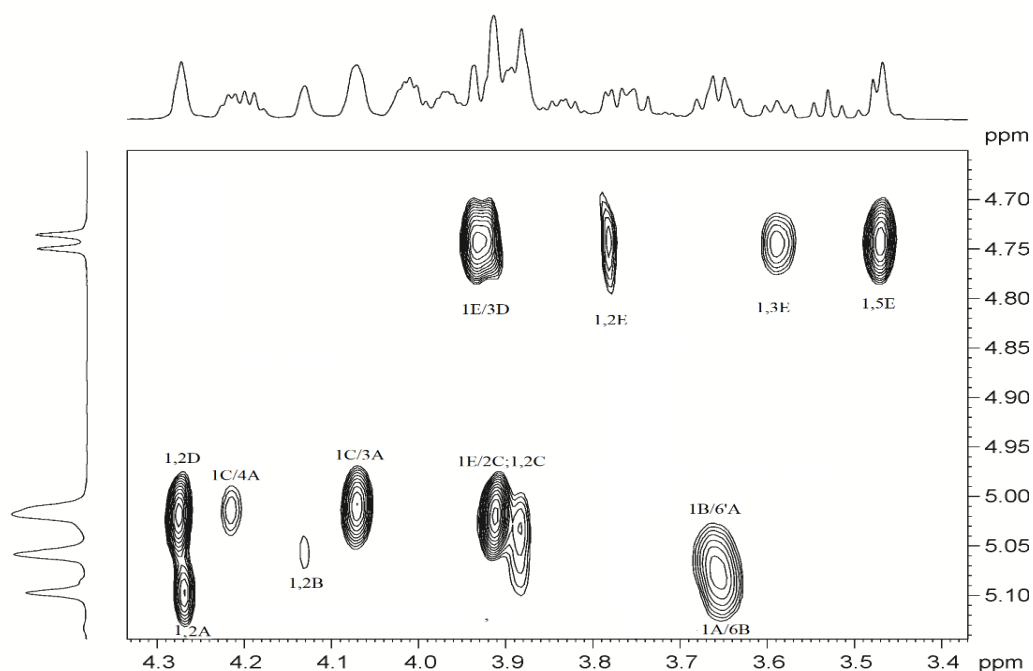 ppm
4.70
4.75
1E/3D
1,2E
1,3E
1,5E
4.80
4.85
4.90
4.95
1,2D
1C/4A
1C/3A
1E/2C;1,2C
5.00
1B/6'A
5.05
1,2B
5.10
1,2A
,
1A/6B
4.3
4.2
4.1
4.0
3.9
3.8
3.7
3.6
3.5
3.4
ppm